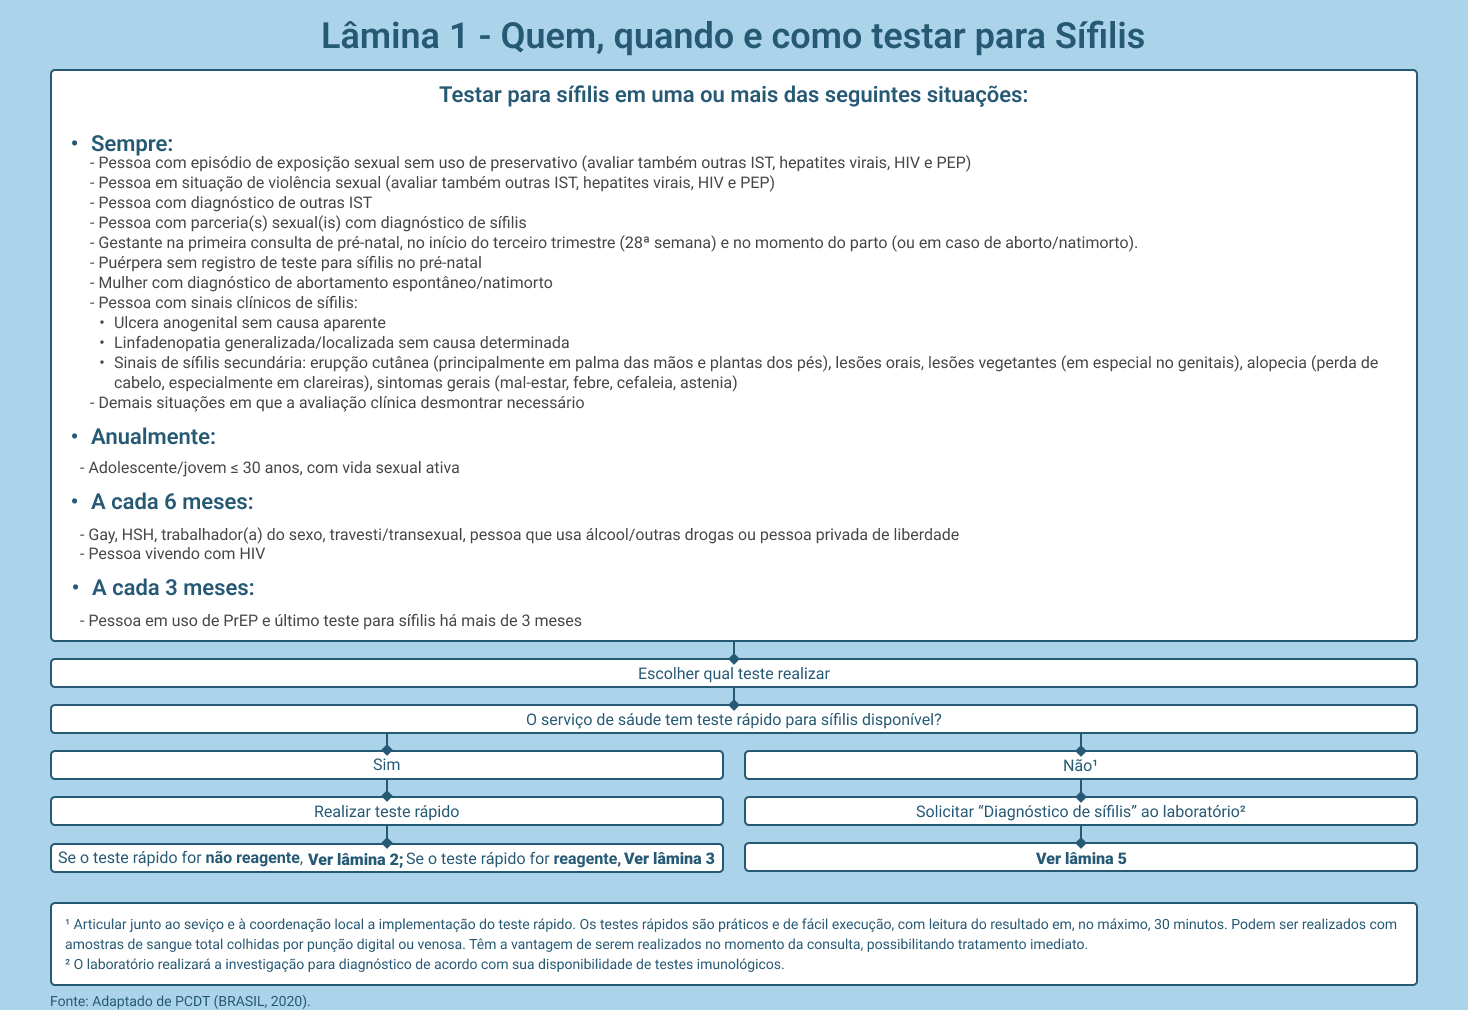 Lâmina 1 - Quem, quando e como testar para Sífilis
Testar para sífilis em uma ou mais das seguintes situações:
• Sempre:
- Pessoa com episódio de exposição sexual sem uso de preservativo (avaliar também outras IST, hepatites virais, HIV e PEP)
- Pessoa em situação de violência sexual (avaliar também outras IST, hepatites virais, HIV e PEP)
- Pessoa com diagnóstico de outras IST
- Pessoa com parceria(s) sexual(is) com diagnóstico de sífilis
- Gestante na primeira consulta de pré-natal, no início do terceiro trimestre (28ª semana) e no momento do parto (ou em caso de aborto/natimorto).
- Puérpera sem registro de teste para sífilis no pré-natal
- Mulher com diagnóstico de abortamento espontâneo/natimorto
- Pessoa com sinais clínicos de sífilis:
• Ulcera anogenital sem causa aparente
• Linfadenopatia generalizada/localizada sem causa determinada
• Sinais de sífilis secundária: erupção cutânea (principalmente em palma das mãos e plantas dos pés), lesões orais, lesões vegetantes (em especial no genitais), alopecia (perda de
cabelo, especialmente em clareiras), sintomas gerais (mal-estar, febre, cefaleia, astenia)
- Demais situações em que a avaliação clínica desmontrar necessário
• Anualmente:
- Adolescente/jovem ≤ 30 anos, com vida sexual ativa
• A cada 6 meses:
- Gay, HSH, trabalhador(a) do sexo, travesti/transexual, pessoa que usa álcool/outras drogas ou pessoa privada de liberdade
- Pessoa vivendo com HIV
• A cada 3 meses:
- Pessoa em uso de PrEP e último teste para sífilis há mais de 3 meses
Escolher qual teste realizar
O serviço de sáude tem teste rápido para sífilis disponível?
Sim
Não¹
Realizar teste rápido
Solicitar “Diagnóstico de sífilis” ao laboratório²
Se o teste rápido for não reagente, Ver lâmina 2; Se o teste rápido for reagente, Ver lâmina 3
Ver lâmina 5
¹ Articular junto ao seviço e à coordenação local a implementação do teste rápido. Os testes rápidos são práticos e de fácil execução, com leitura do resultado em, no máximo, 30 minutos. Podem ser realizados com
amostras de sangue total colhidas por punção digital ou venosa. Têm a vantagem de serem realizados no momento da consulta, possibilitando tratamento imediato.
² O laboratório realizará a investigação para diagnóstico de acordo com sua disponibilidade de testes imunológicos.
Fonte: Adaptado de PCDT (BRASIL, 2020).